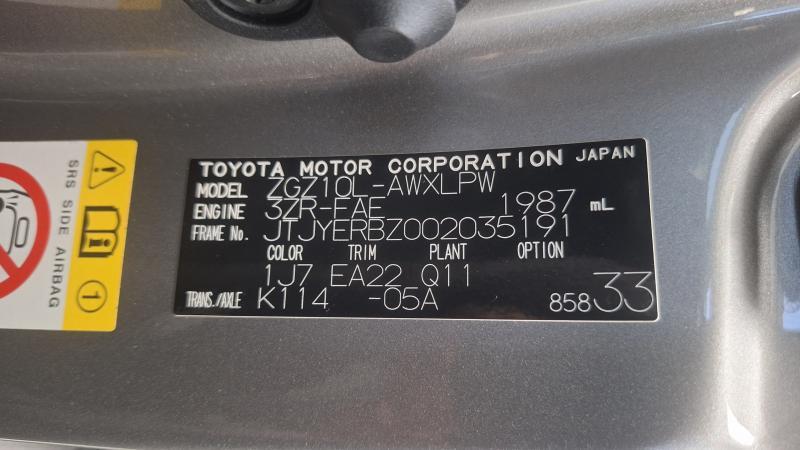 TOYOTA MOTOR CORPORATION JAPAN
MODEL ZGZ10L-AWXLPW
ENGINE 3ZR-FAE 1987 mL
FRAME No. JTJYERBZ002035191
COLOR TRIM PLANT OPTION
1J7 EA22 Q11
TRANS./AXLE K114 -05A 85833
SRS SIDE AIRBAG
1